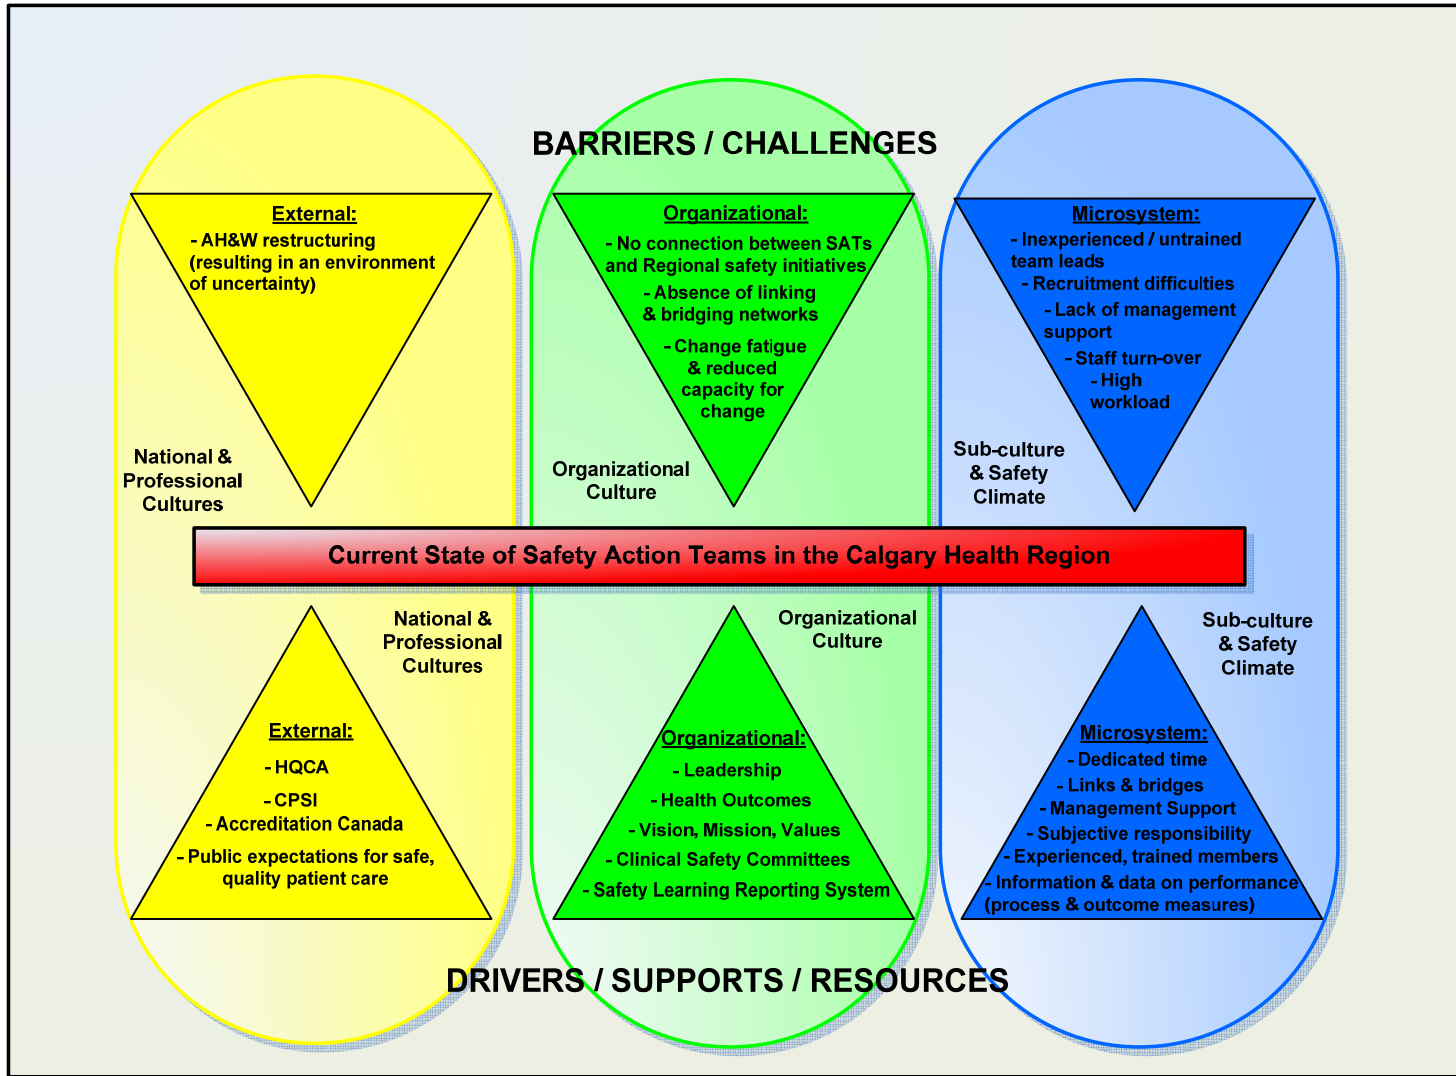 BARRIERS / CHALLENGES
External:
- AH&W restructuring
(resulting in an environment
of uncertainty)
National &
Professional
Cultures
Organizational:
- No connection between SATs
and Regional safety initiatives
- Absence of linking
& bridging networks
- Change fatigue
& reduced
capacity for
change
Organizational
Culture
Microsystem:
- Inexperienced / untrained
team leads
- Recruitment difficulties
- Lack of management
support
- Staff turn-over
- High
workload
Sub-culture
& Safety
Climate
Current State of Safety Action Teams in the Calgary Health Region
National &
Professional
Cultures
External:
- HQCA
- CPSI
- Accreditation Canada
- Public expectations for safe,
quality patient care
Organizational
Culture
Organizational:
- Leadership
- Health Outcomes
- Vision, Mission, Values
- Clinical Safety Committees
- Safety Learning Reporting System
Sub-culture
& Safety
Climate
Microsystem:
- Dedicated time
- Links & bridges
- Management Support
- Subjective responsibility
- Experienced, trained members
- Information & data on performance
(process & outcome measures)
DRIVERS / SUPPORTS / RESOURCES